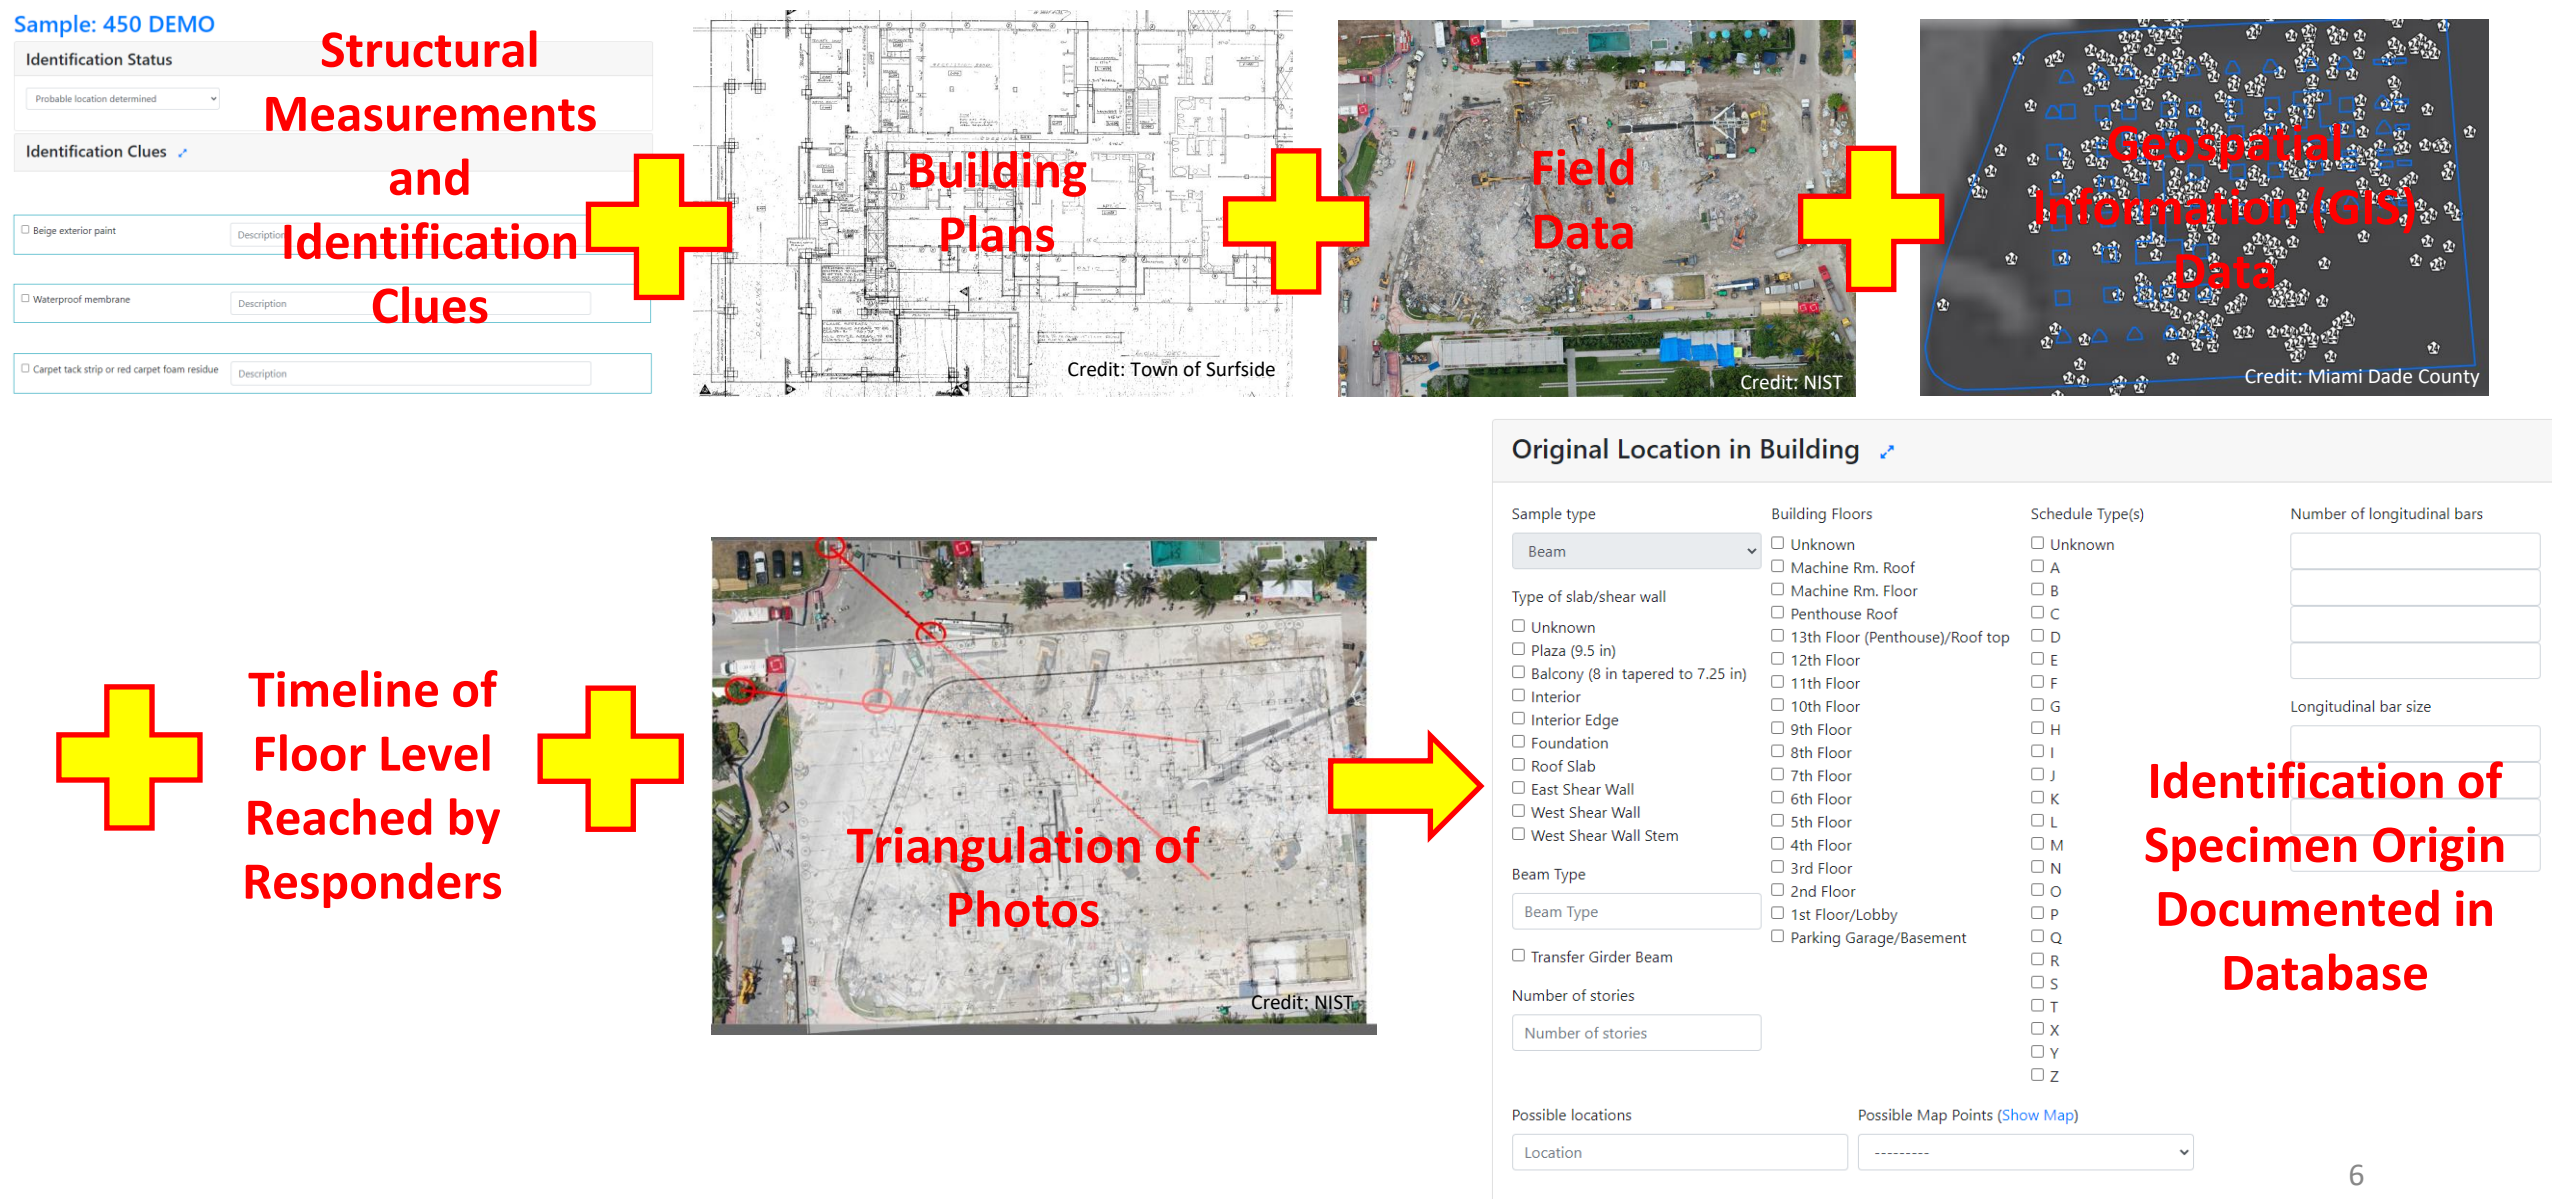 Sample: 450 DEMO
Identification Status
Probable location determined
Identification Clues
Beige exterior paint
Description
Waterproof membrane
Description
Carpet tack strip or red carpet foam residue
Description
Structural
Measurements
and
Identification
Clues
Building
Plans
Credit: Town of Surfside
Field
Data
Credit: NIST
Geospatial
Information (GIS)
Data
Credit: Miami Dade County
Timeline of
Floor Level
Reached by
Responders
Triangulation of
Photos
Credit: NIST
Original Location in Building
Sample type
Beam
Type of slab/shear wall
Unknown
Plaza (9.5 in)
Balcony (8 in tapered to 7.25 in)
Interior
Interior Edge
Foundation
Roof Slab
East Shear Wall
West Shear Wall
West Shear Wall Stem
Beam Type
Beam Type
Transfer Girder Beam
Number of stories
Number of stories
Building Floors
Unknown
Machine Rm. Roof
Machine Rm. Floor
Penthouse Roof
13th Floor (Penthouse)/Roof top
12th Floor
11th Floor
10th Floor
9th Floor
8th Floor
7th Floor
6th Floor
5th Floor
4th Floor
3rd Floor
2nd Floor
1st Floor/Lobby
Parking Garage/Basement
Schedule Type(s)
Unknown
A
B
C
D
E
F
G
H
I
J
K
L
M
N
O
P
Q
R
S
T
X
Y
Z
Number of longitudinal bars
Longitudinal bar size
Identification of
Specimen Origin
Documented in
Database
Possible locations
Location
Possible Map Points (Show Map)
---------
6